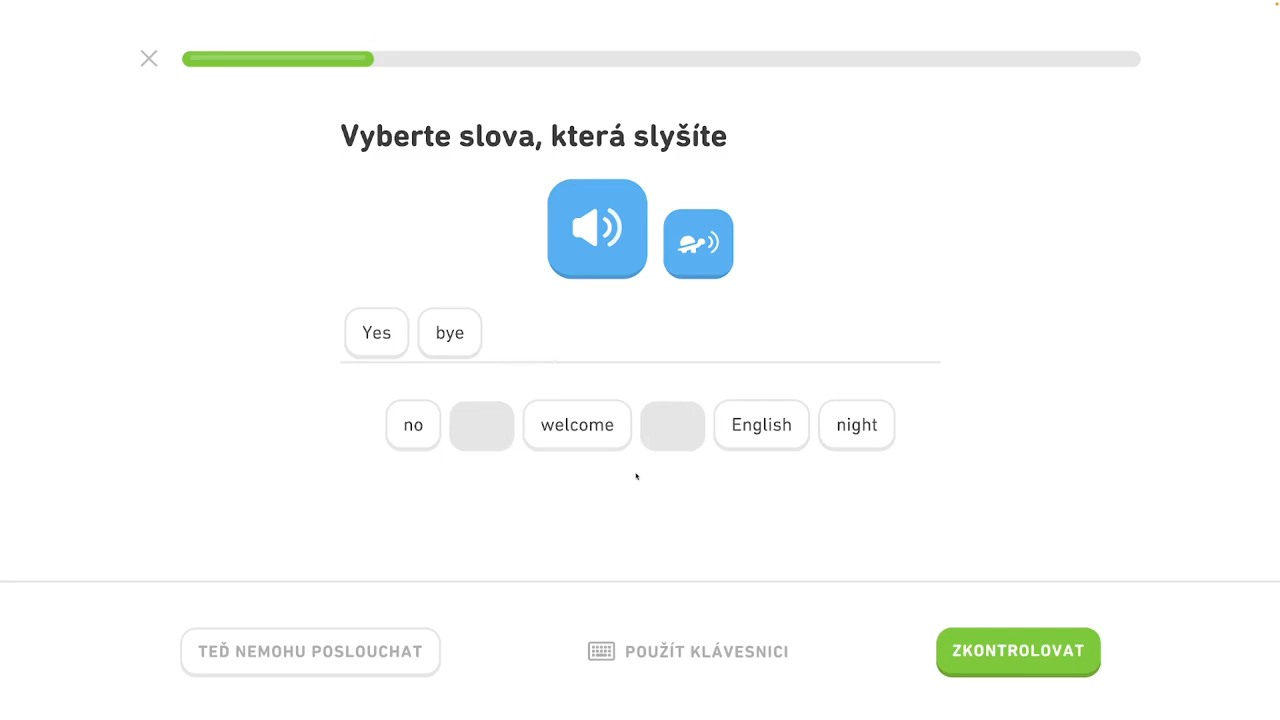 Vyberte slova, která slyšíte
Yes bye
no welcome English night
TEĎ NEMOHU POSLOUCHAT POUŽÍT KLÁVESNICI ZKONTROLOVAT